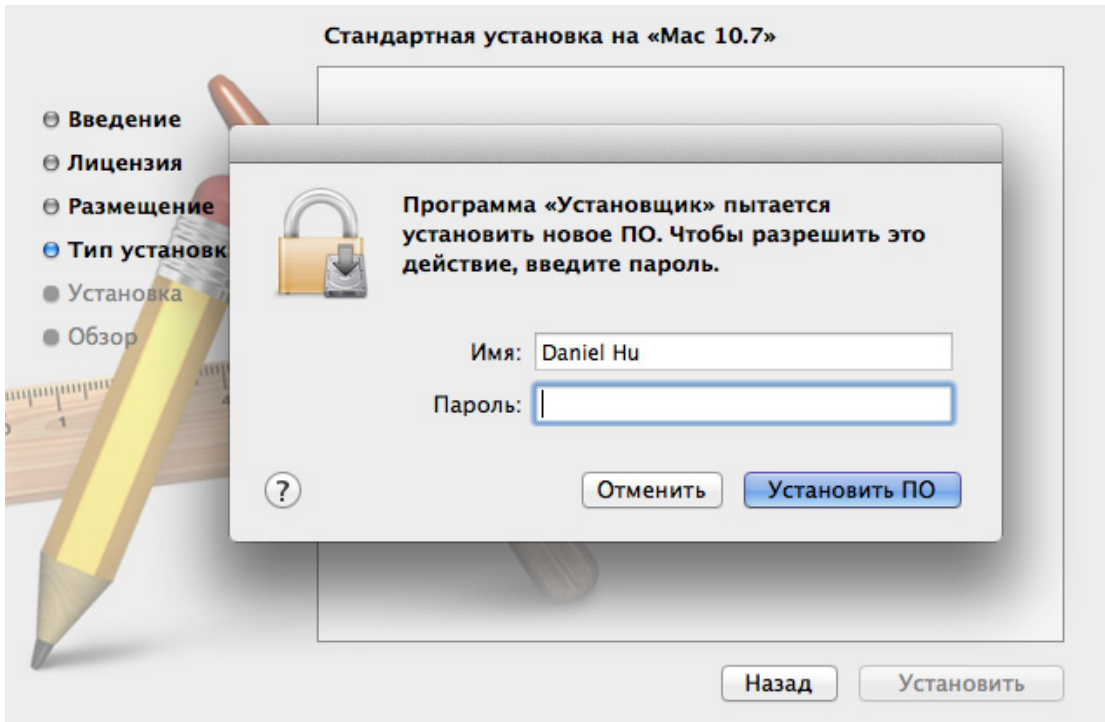 Стандартная установка на «Mac 10.7»
Введение
Лицензия
Размещение
Тип установк
Установка
Обзор
Программа «Установщик» пытается
установить новое ПО. Чтобы разрешить это
действие, введите пароль.
Имя: Daniel Hu
Пароль:
?
Отменить
Установить ПО
Назад
Установить